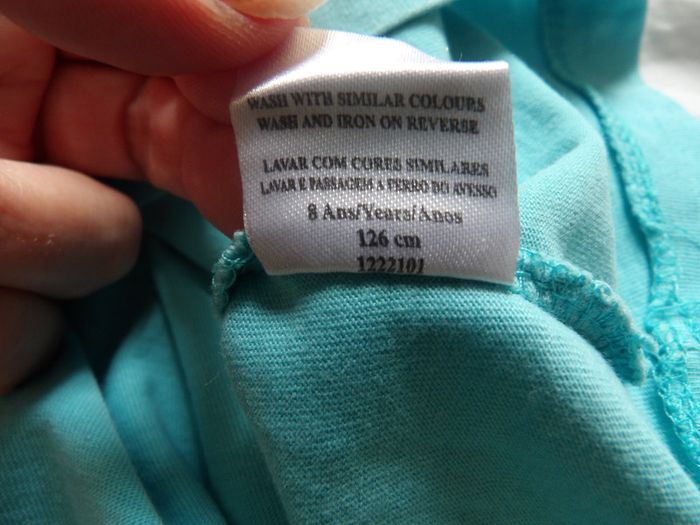 WASH WITH SIMILAR COLOURS
WASH AND IRON ON REVERSE
LAVAR COM CORES SIMILARES
LAVAR E PASSAGEM A FERRO DO AVESSO
8 Ans/Years/Anos
126 cm
1222101